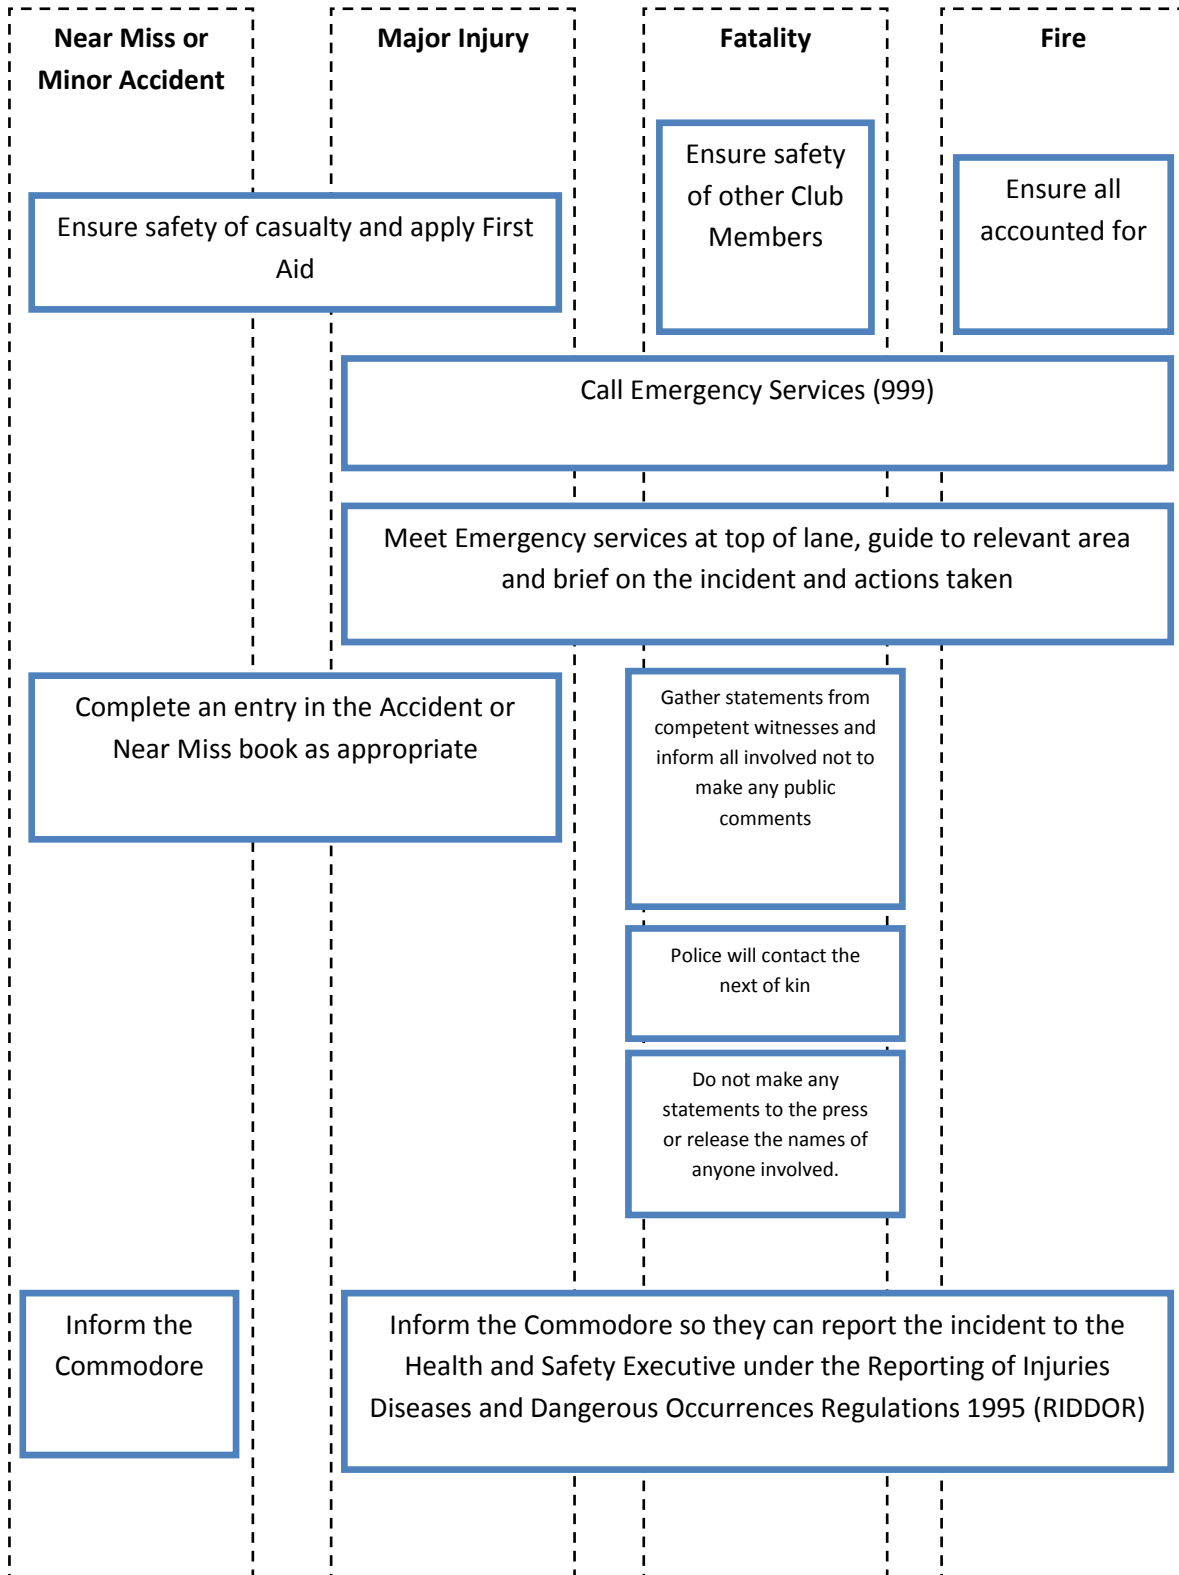 Near Miss or
Minor Accident
Major Injury
Fatality
Fire
Ensure safety
of other Club
Members
Ensure all
accounted for
Ensure safety of casualty and apply First
Aid
Call Emergency Services (999)
Meet Emergency services at top of lane, guide to relevant area
and brief on the incident and actions taken
Complete an entry in the Accident or
Near Miss book as appropriate
Gather statements from
competent witnesses and
inform all involved not to
make any public
comments
Police will contact the
next of kin
Do not make any
statements to the press
or release the names of
anyone involved.
Inform the
Commodore
Inform the Commodore so they can report the incident to the
Health and Safety Executive under the Reporting of Injuries
Diseases and Dangerous Occurrences Regulations 1995 (RIDDOR)